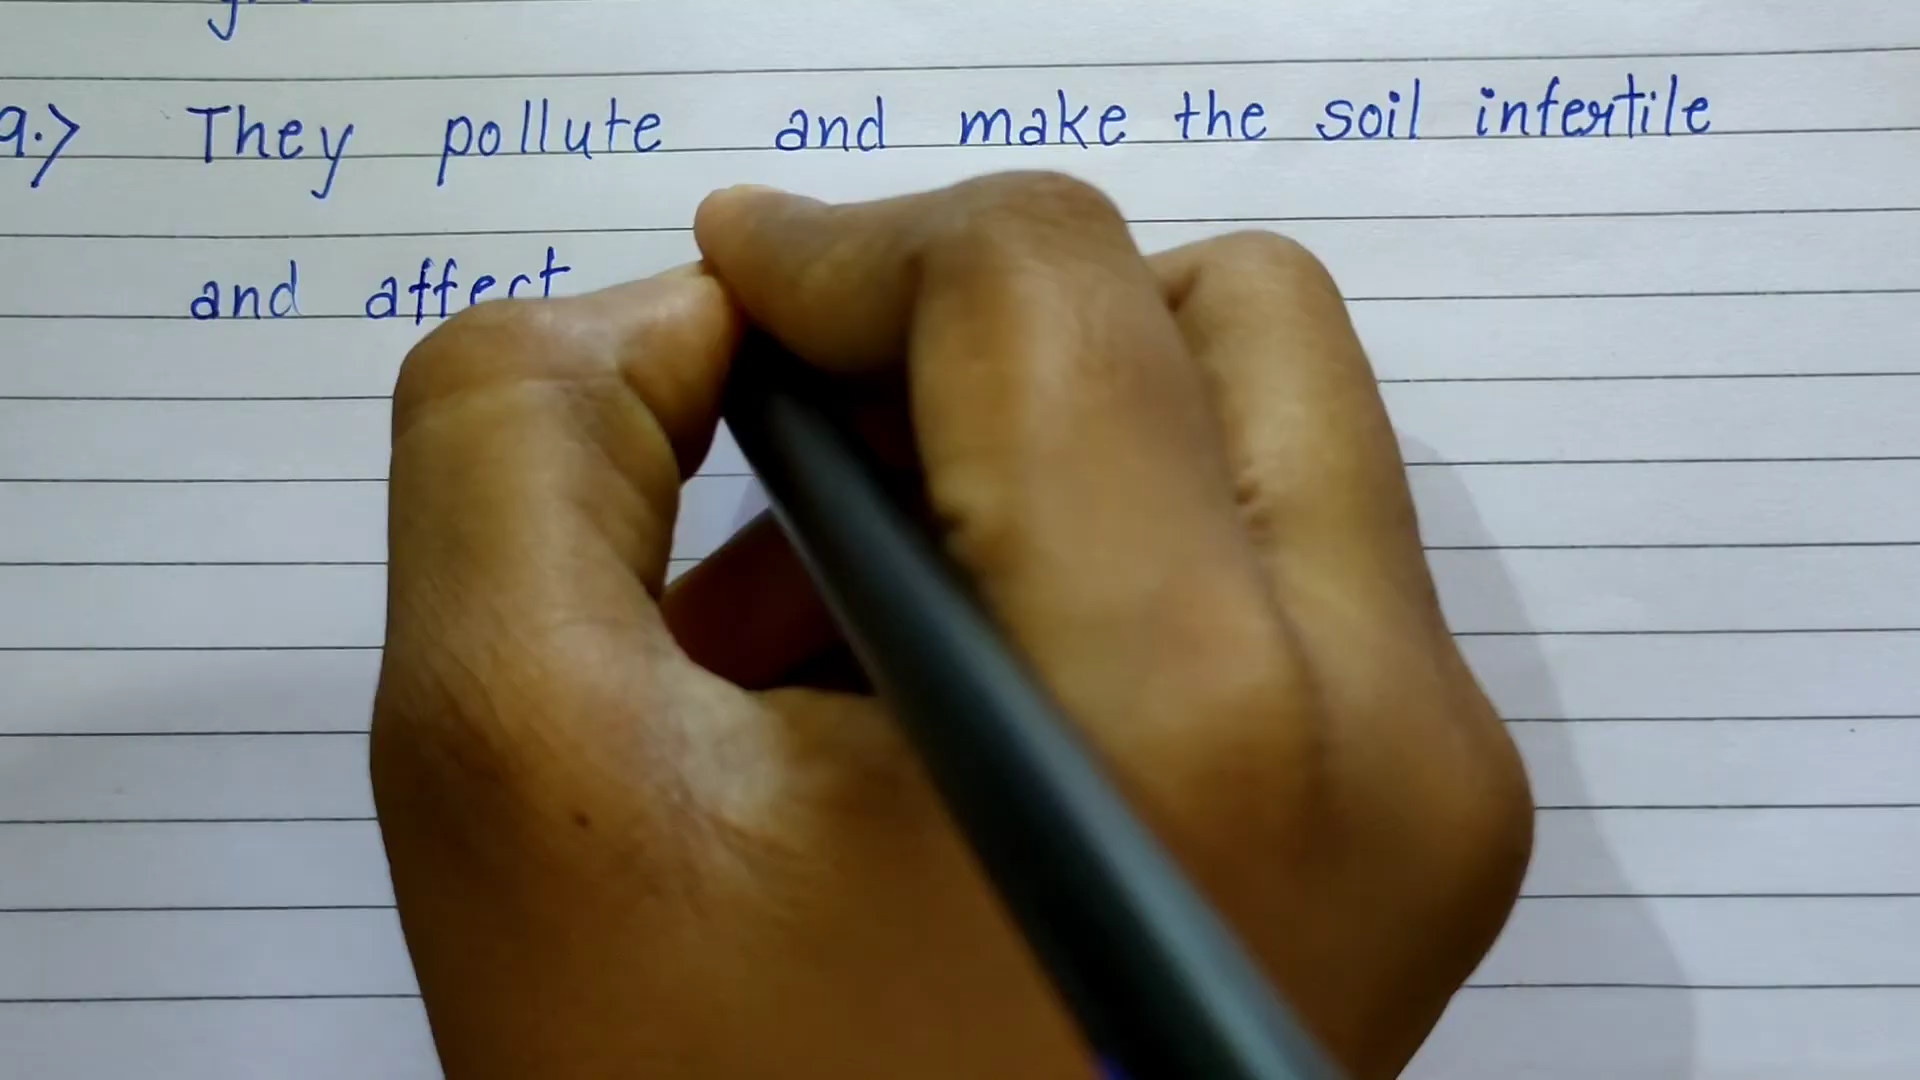 9.) They pollute and make the soil infertile
and affect